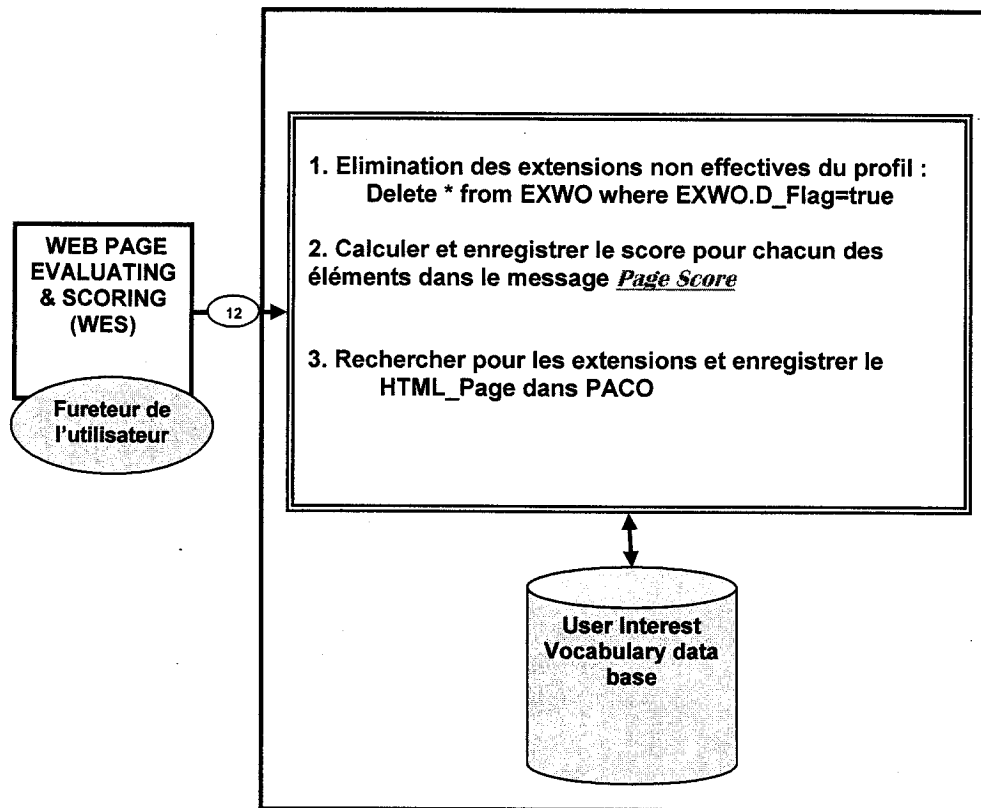 1. Elimination des extensions non effectives du profil :
Delete * from EXWO where EXWO.D_Flag=true
2. Calculer et enregistrer le score pour chacun des
éléments dans le message Page Score
3. Rechercher pour les extensions et enregistrer le
HTML_Page dans PACO
WEB PAGE
EVALUATING
& SCORING
(WES)
12
Fureteur de
l'utilisateur
User Interest
Vocabulary data
base